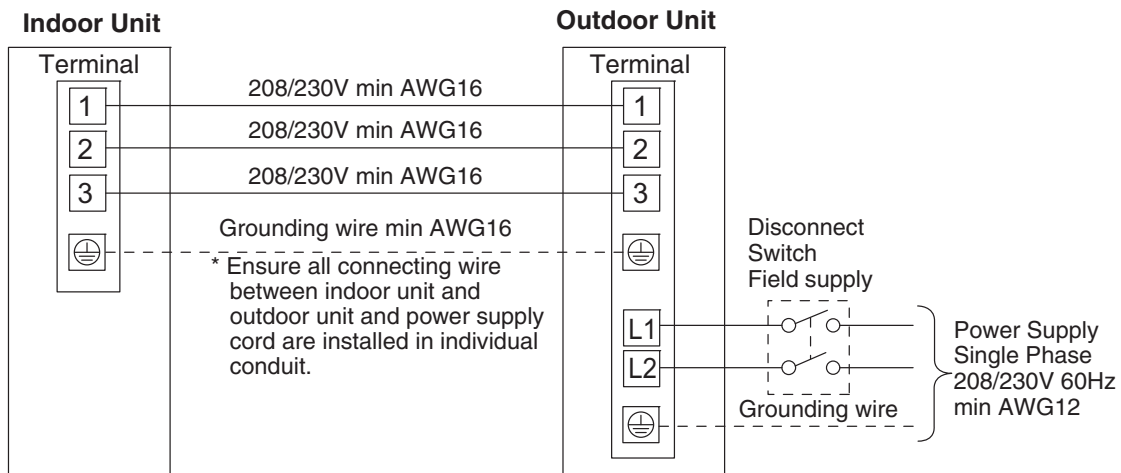 Indoor Unit
Outdoor Unit
Terminal
Terminal
1
208/230V min AWG16
1
2
208/230V min AWG16
2
3
208/230V min AWG16
3
Grounding wire min AWG16
* Ensure all connecting wire
between indoor unit and
outdoor unit and power supply
cord are installed in individual
conduit.
Disconnect
Switch
Field supply
L1
L2
Grounding wire
Power Supply
Single Phase
208/230V 60Hz
min AWG12